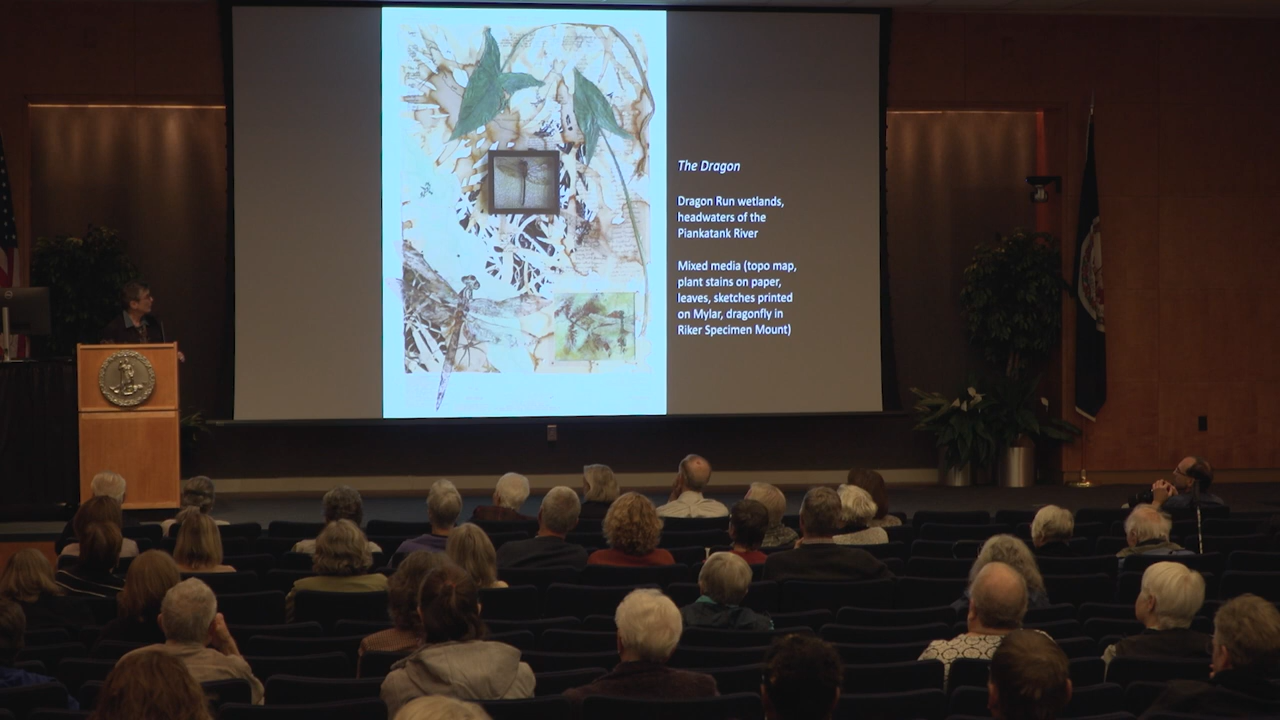 The Dragon
Dragon Run wetlands,
headwaters of the
Piankatank River
Mixed media (topo map,
plant stains on paper,
leaves, sketches printed
on Mylar, dragonfly in
Riker Specimen Mount)